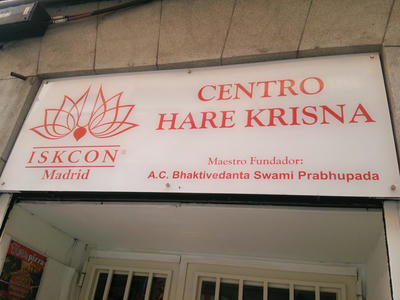 CENTRO
HARE KRISNA
ISKCON®
Madrid
Maestro Fundador:
A.C. Bhaktivedanta Swami Prabhupada